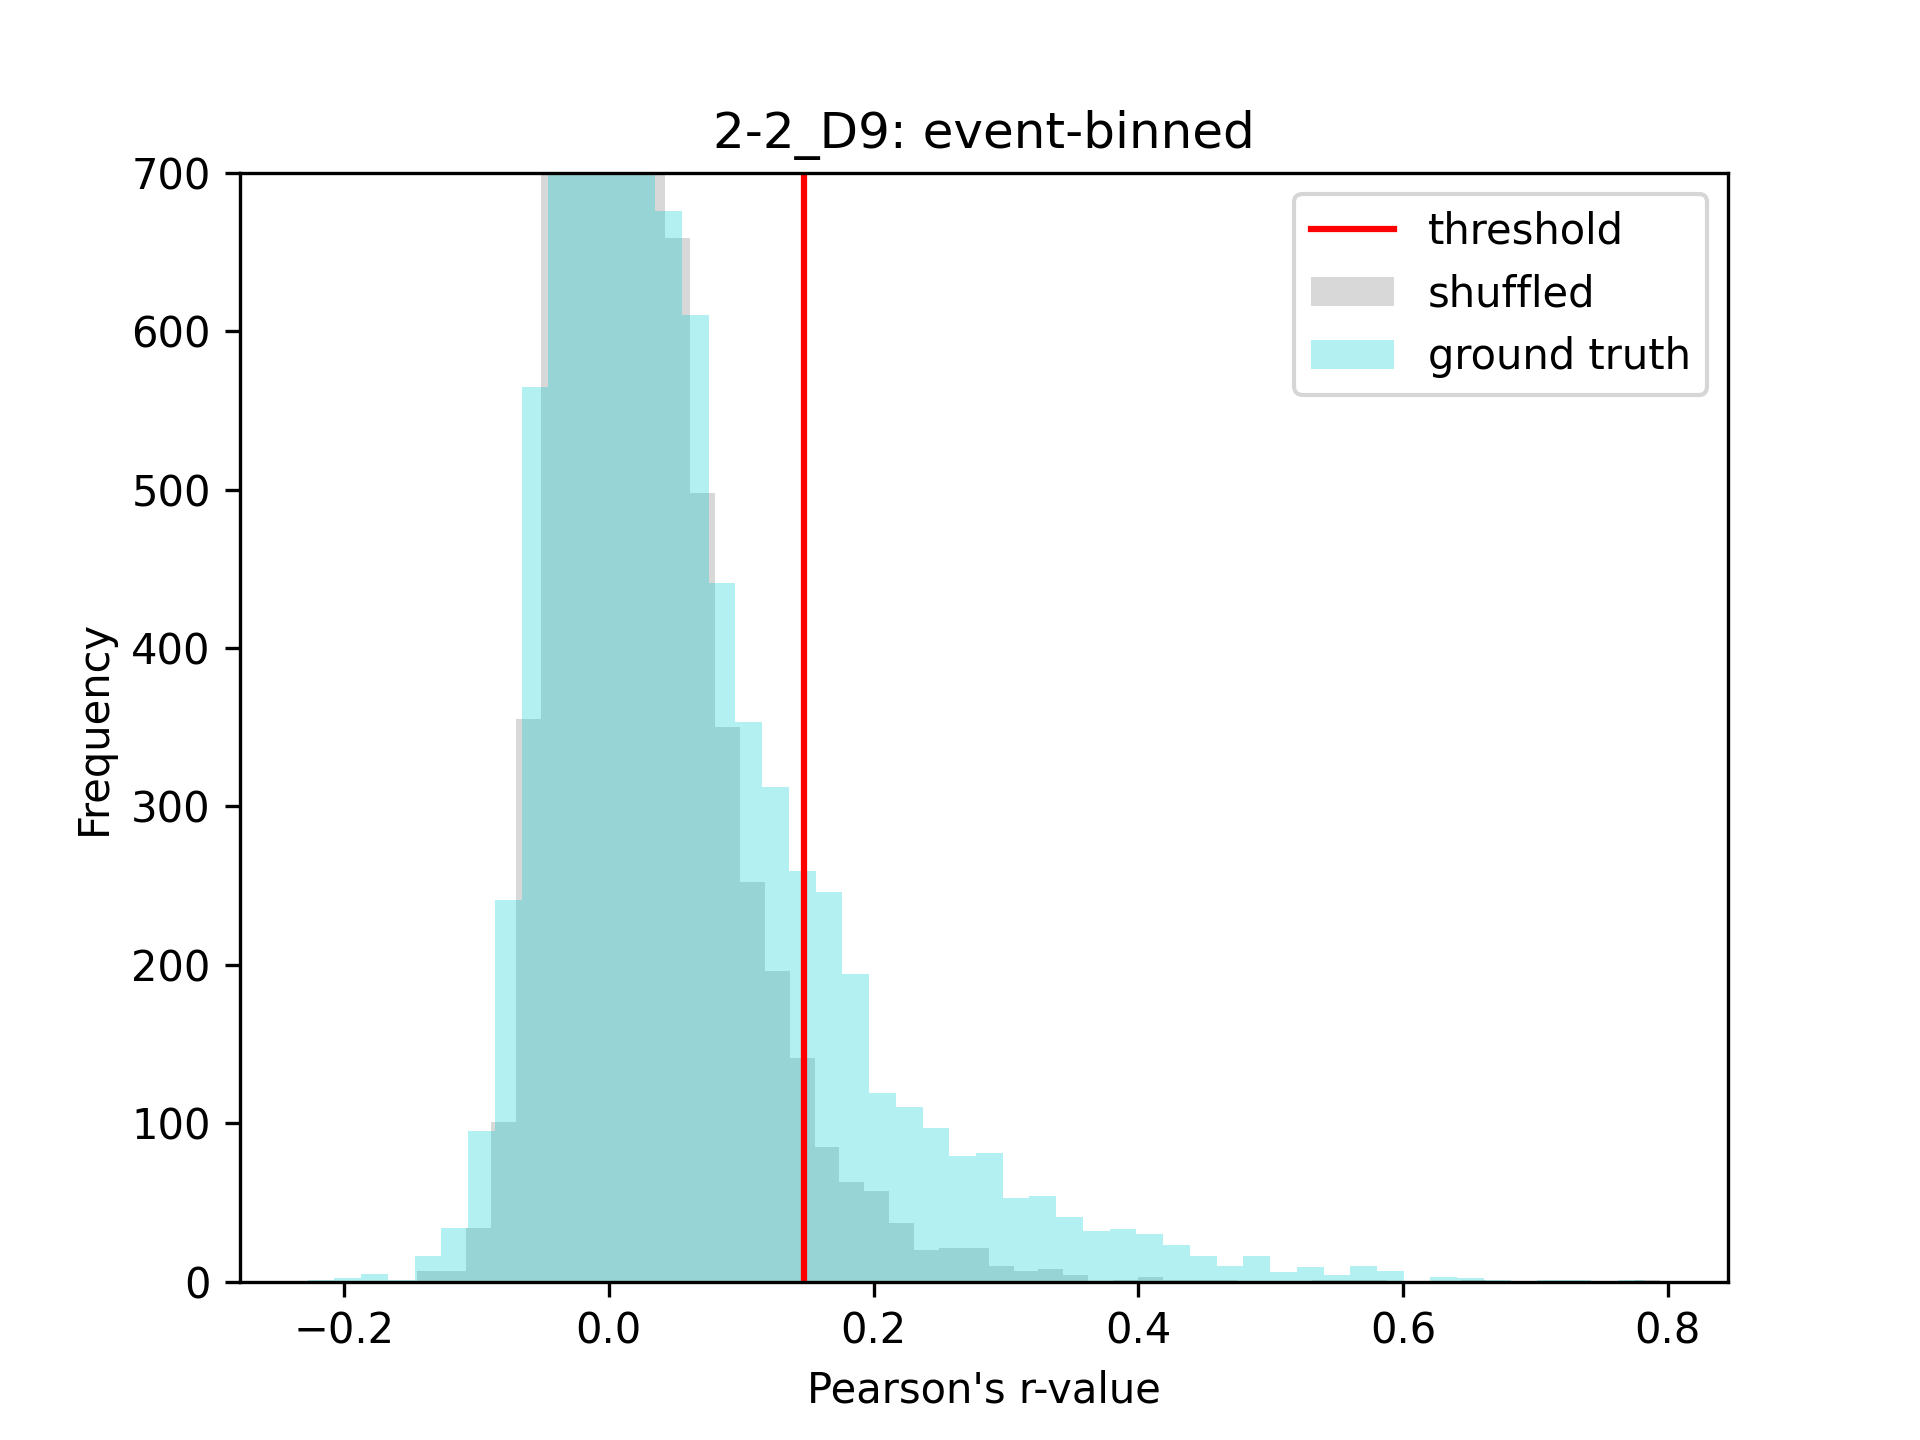 2-2_D9: event-binned
700
600
500
400
300
200
100
0
Frequency
threshold
shuffled
ground truth
−0.2 0.0 0.2 0.4 0.6 0.8
Pearson's r-value